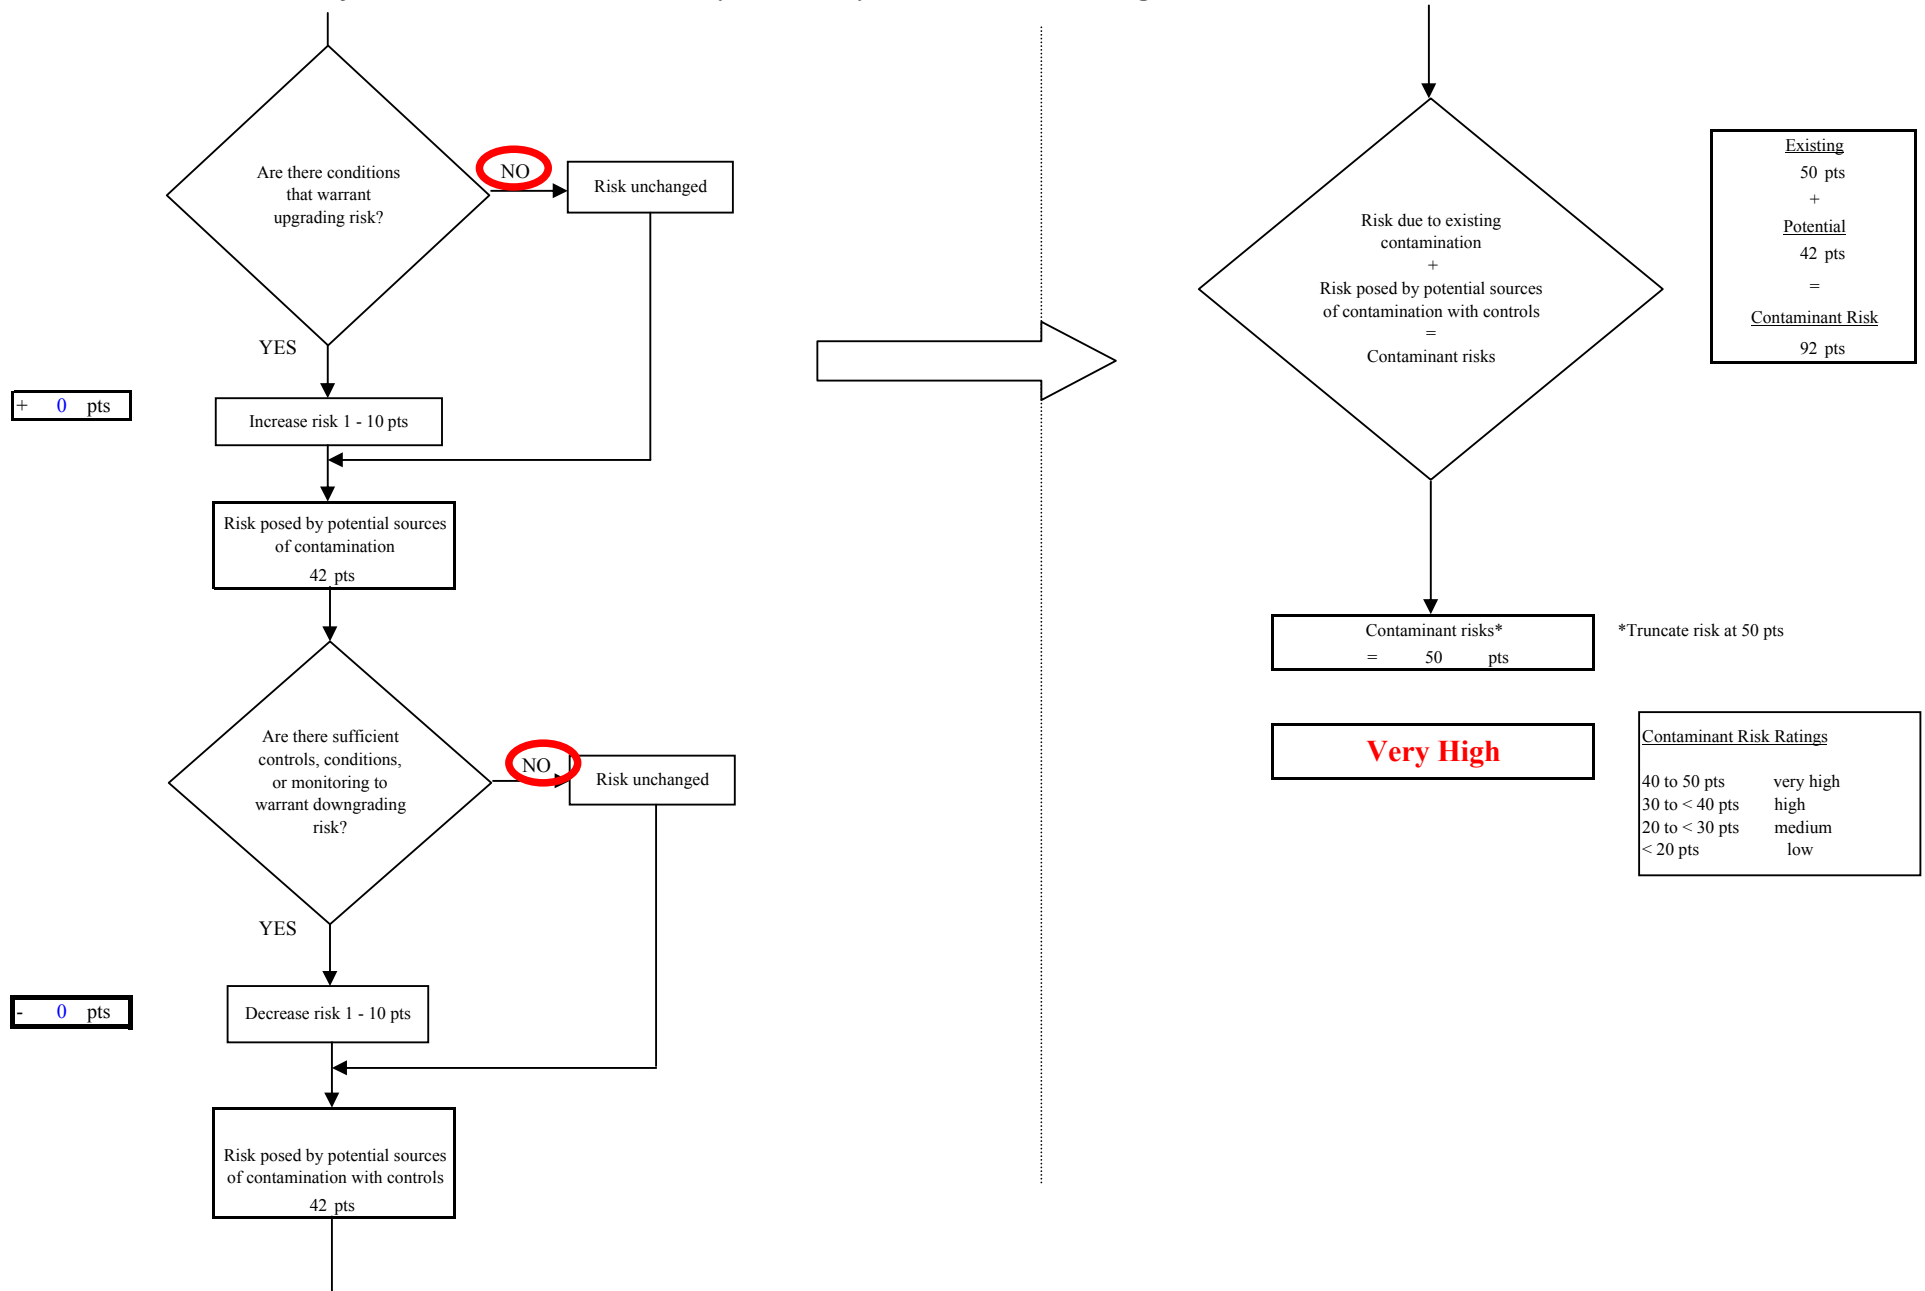 Are there conditions
that warrant
upgrading risk?
NO
Risk unchanged
YES
+ 0 pts
Increase risk 1 - 10 pts
Risk posed by potential sources
of contamination
42 pts
Are there sufficient
controls, conditions,
or monitoring to
warrant downgrading
risk?
NO
Risk unchanged
YES
- 0 pts
Decrease risk 1 - 10 pts
Risk posed by potential sources
of contamination with controls
42 pts
Risk due to existing
contamination
+
Risk posed by potential sources
of contamination with controls
=
Contaminant risks
Existing
50 pts
+
Potential
42 pts
=
Contaminant Risk
92 pts
Contaminant risks*
= 50 pts
*Truncate risk at 50 pts
Very High
Contaminant Risk Ratings
40 to 50 pts very high
30 to < 40 pts high
20 to < 30 pts medium
< 20 pts low